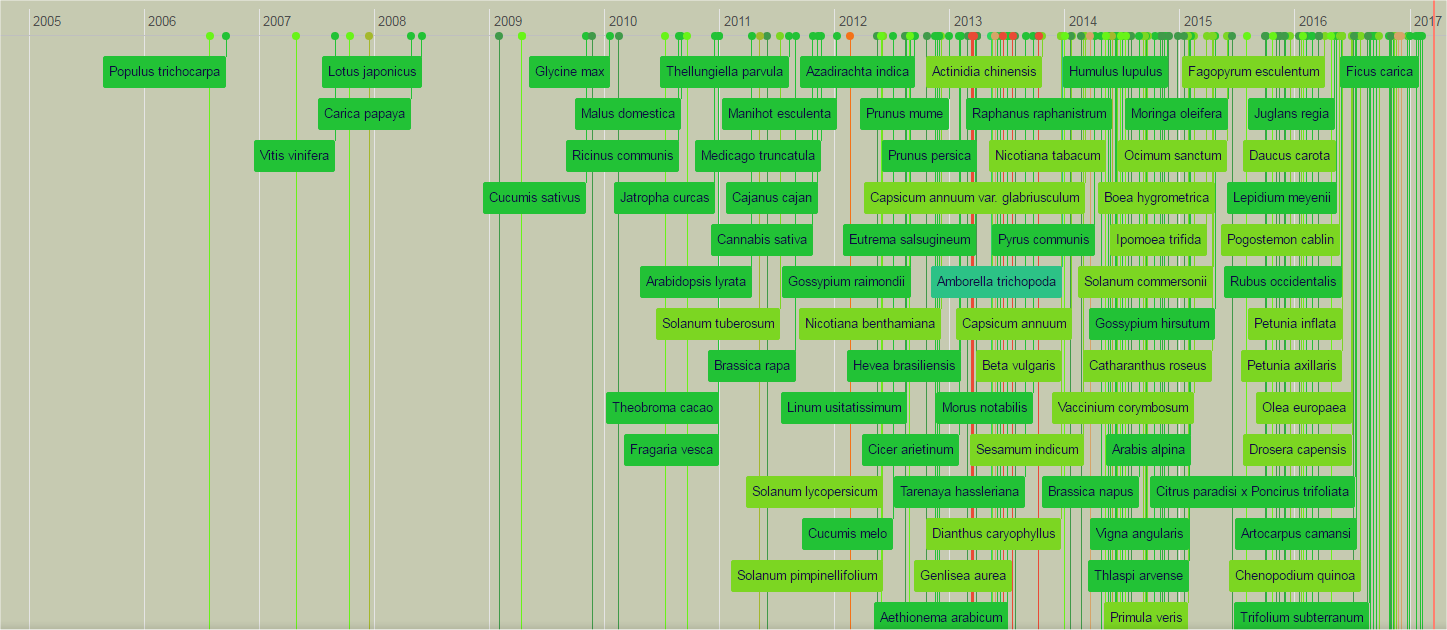 2005 2006 2007 2008 2009 2010 2011 2012 2013 2014 2015 2016 2017
Populus trichocarpa Lotus japonicus Glycine max Thellungiella parvula Azadirachta indica Actinidia chinensis Humulus lupulus Fagopyrum esculentum Ficus carica
Carica papaya Malus domestica Manihot esculenta Prunus mume Raphanus raphanistrum Moringa oleifera Juglans regia
Vitis vinifera Ricinus communis Medicago truncatula Prunus persica Nicotiana tabacum Ocimum sanctum Daucus carota
Cucumis sativus Jatropha curcas Cajanus cajan Capsicum annuum var. glabriusculum Boea hygrometrica Lepidium meyenii
Cannabis sativa Eutrema salsugineum Pyrus communis Ipomoea trifida Pogostemon cablin
Arabidopsis lyrata Gossypium raimondii Amborella trichopoda Solanum commersonii Rubus occidentalis
Solanum tuberosum Nicotiana benthamiana Capsicum annuum Gossypium hirsutum Petunia inflata
Brassica rapa Hevea brasiliensis Beta vulgaris Catharanthus roseus Petunia axillaris
Theobroma cacao Linum usitatissimum Morus notabilis Vaccinium corymbosum Olea europaea
Fragaria vesca Cicer arietinum Sesamum indicum Arabis alpina Drosera capensis
Solanum lycopersicum Tarenaya hassleriana Brassica napus Citrus paradisi x Poncirus trifoliata
Cucumis melo Dianthus caryophyllus Vigna angularis Artocarpus camansi
Solanum pimpinellifolium Genlisea aurea Thlaspi arvense Chenopodium quinoa
Aethionema arabicum Primula veris Trifolium subterranum